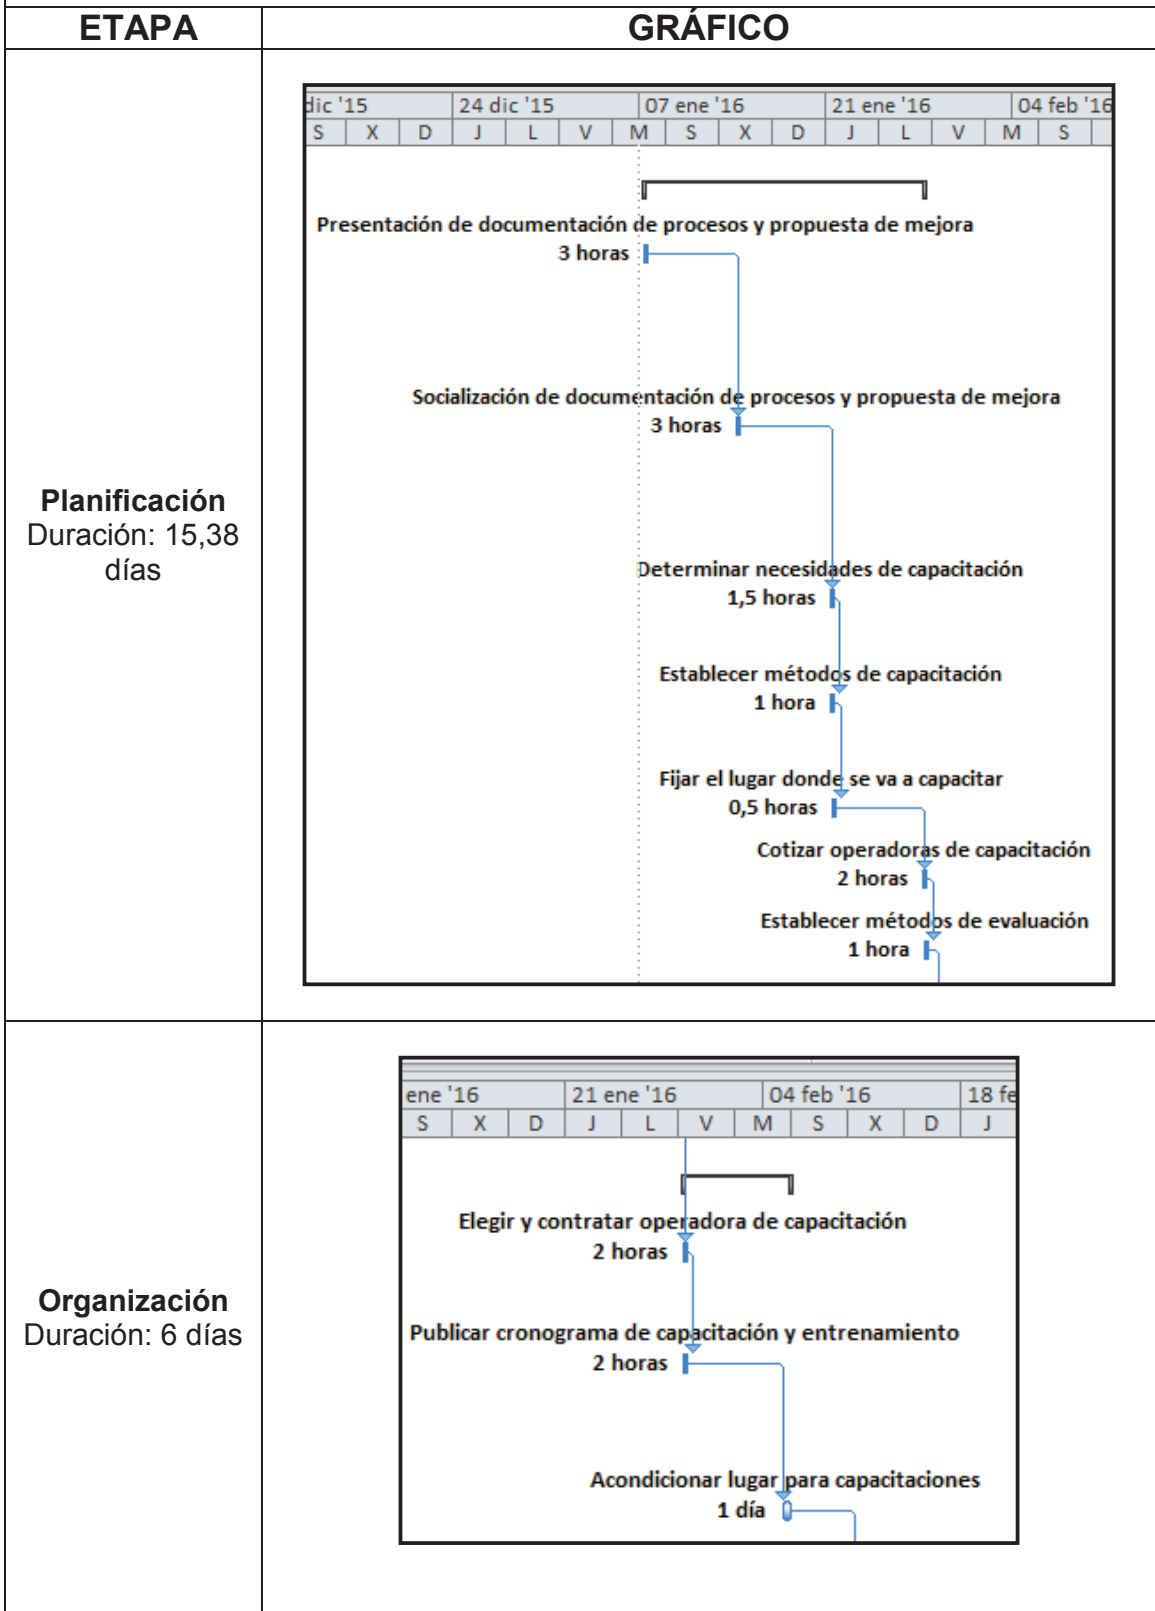 ETAPA GRÁFICO
dic '15 24 dic '15 07 ene '16 21 ene '16 04 feb '16
S X D J L V M S X D J L V M S
Presentación de documentación de procesos y propuesta de mejora
3 horas
Socialización de documentación de procesos y propuesta de mejora
3 horas
Planificación
Duración: 15,38
días
Determinar necesidades de capacitación
1,5 horas
Establecer métodos de capacitación
1 hora
Fijar el lugar donde se va a capacitar
0,5 horas
Cotizar operadoras de capacitación
2 horas
Establecer métodos de evaluación
1 hora
ene '16 21 ene '16 04 feb '16 18 fe
S X D J L V M S X D J
Elegir y contratar operadora de capacitación
2 horas
Organización
Duración: 6 días
Publicar cronograma de capacitación y entrenamiento
2 horas
Acondicionar lugar para capacitaciones
1 día